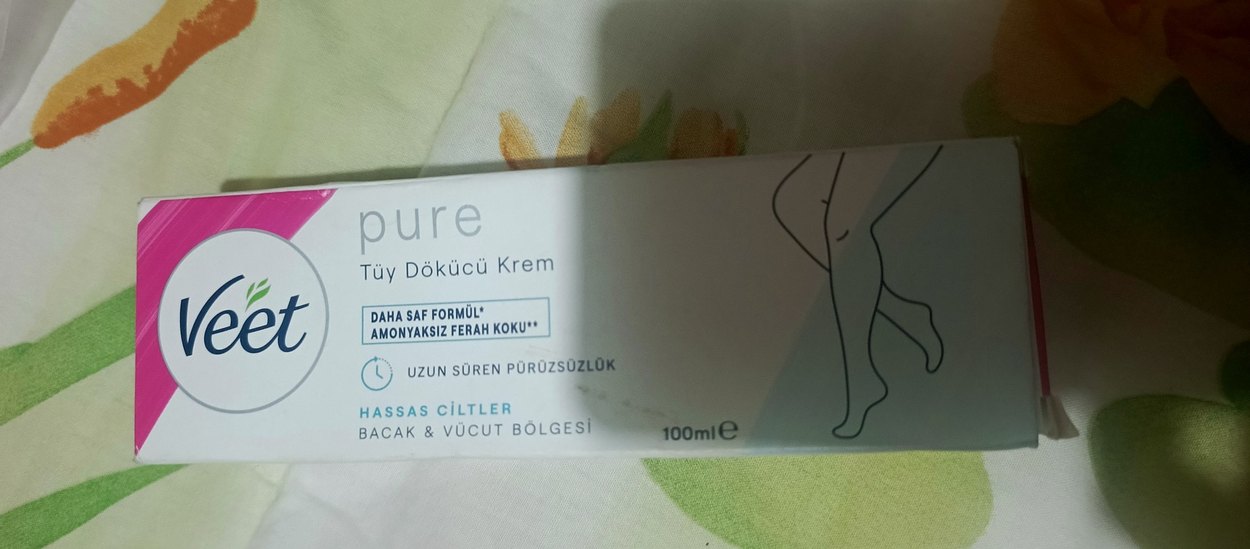 Veet
pure
Tüy Dökücü Krem
DAHA SAF FORMÜL*
AMONYAKSIZ FERAH KOKU**
UZUN SÜREN PÜRÜZSÜZLÜK
HASSAS CİLTLER
BACAK & VÜCUT BÖLGESİ
100ml℮